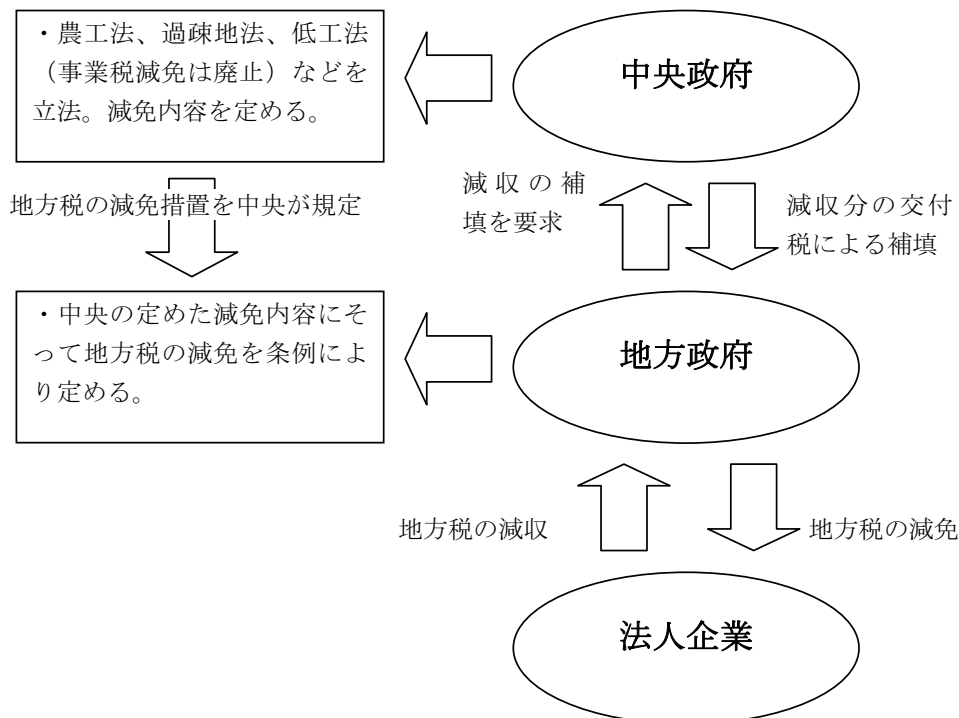 ・農工法、過疎地法、低工法
（事業税減免は廃止）などを
立法。減免内容を定める。
中央政府
地方税の減免措置を中央が規定
減収の補
填を要求
減収分の交付
税による補填
・中央の定めた減免内容にそ
って地方税の減免を条例によ
り定める。
地方政府
地方税の減収
地方税の減免
法人企業